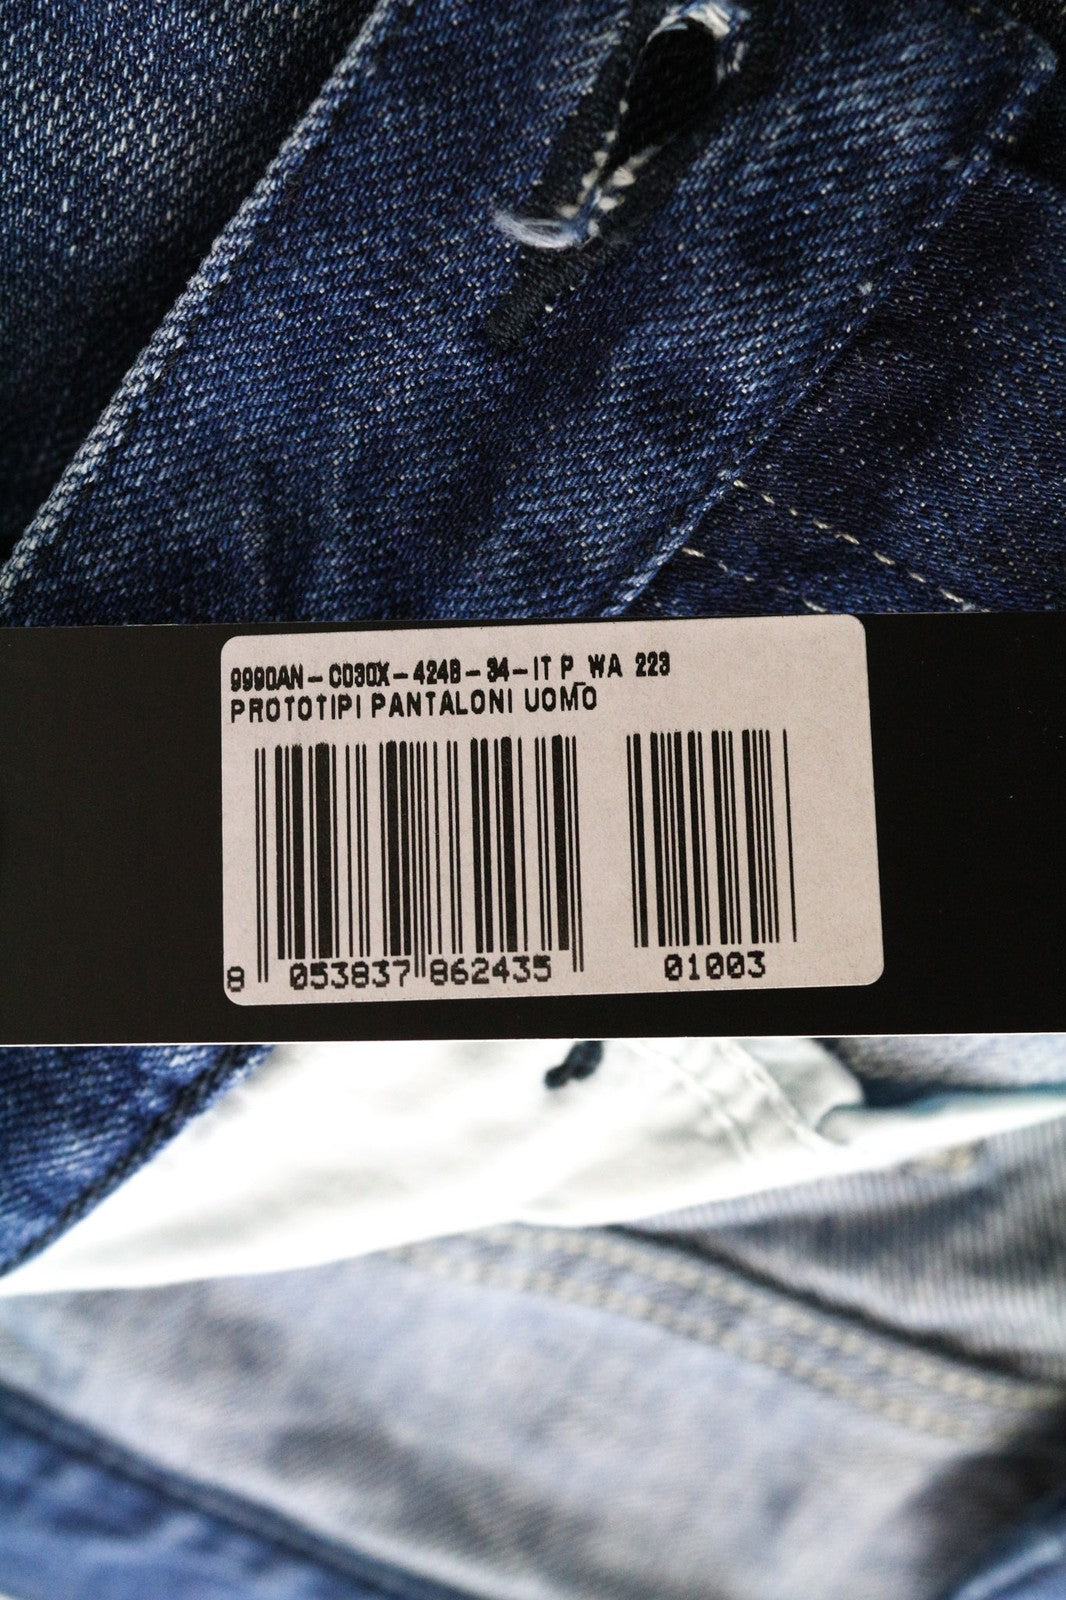 9990AN-C030X-424B-34-IT P_WA 223
PROTOTIPI PANTALONI UOMO
8 053837 862435 01003